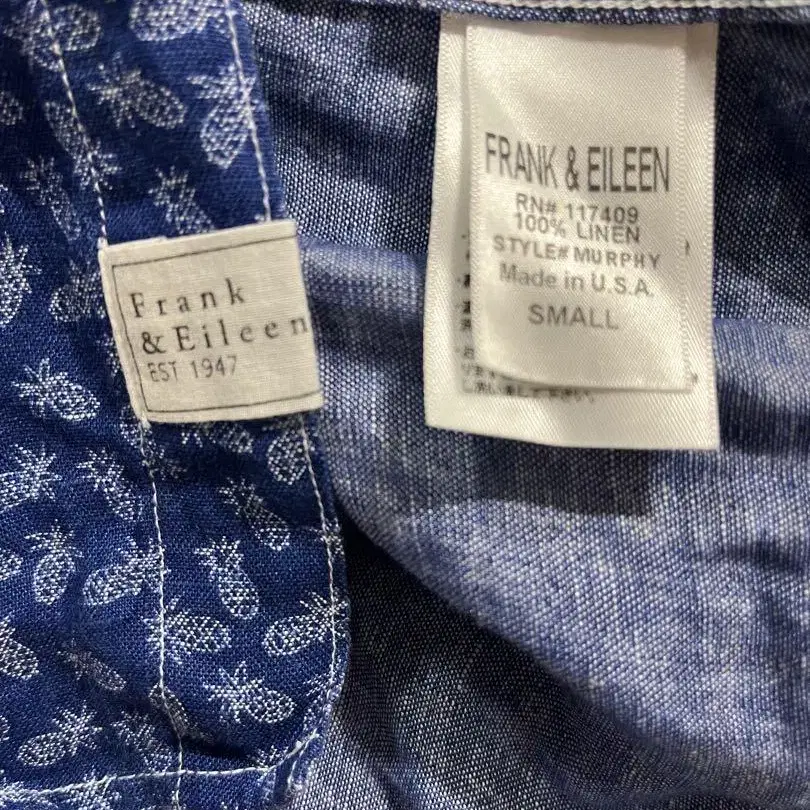 Frank
& Eileen
EST 1947
FRANK & EILEEN
RN# 117409
100% LINEN
STYLE# MURPHY
Made in U.S.A.
SMALL